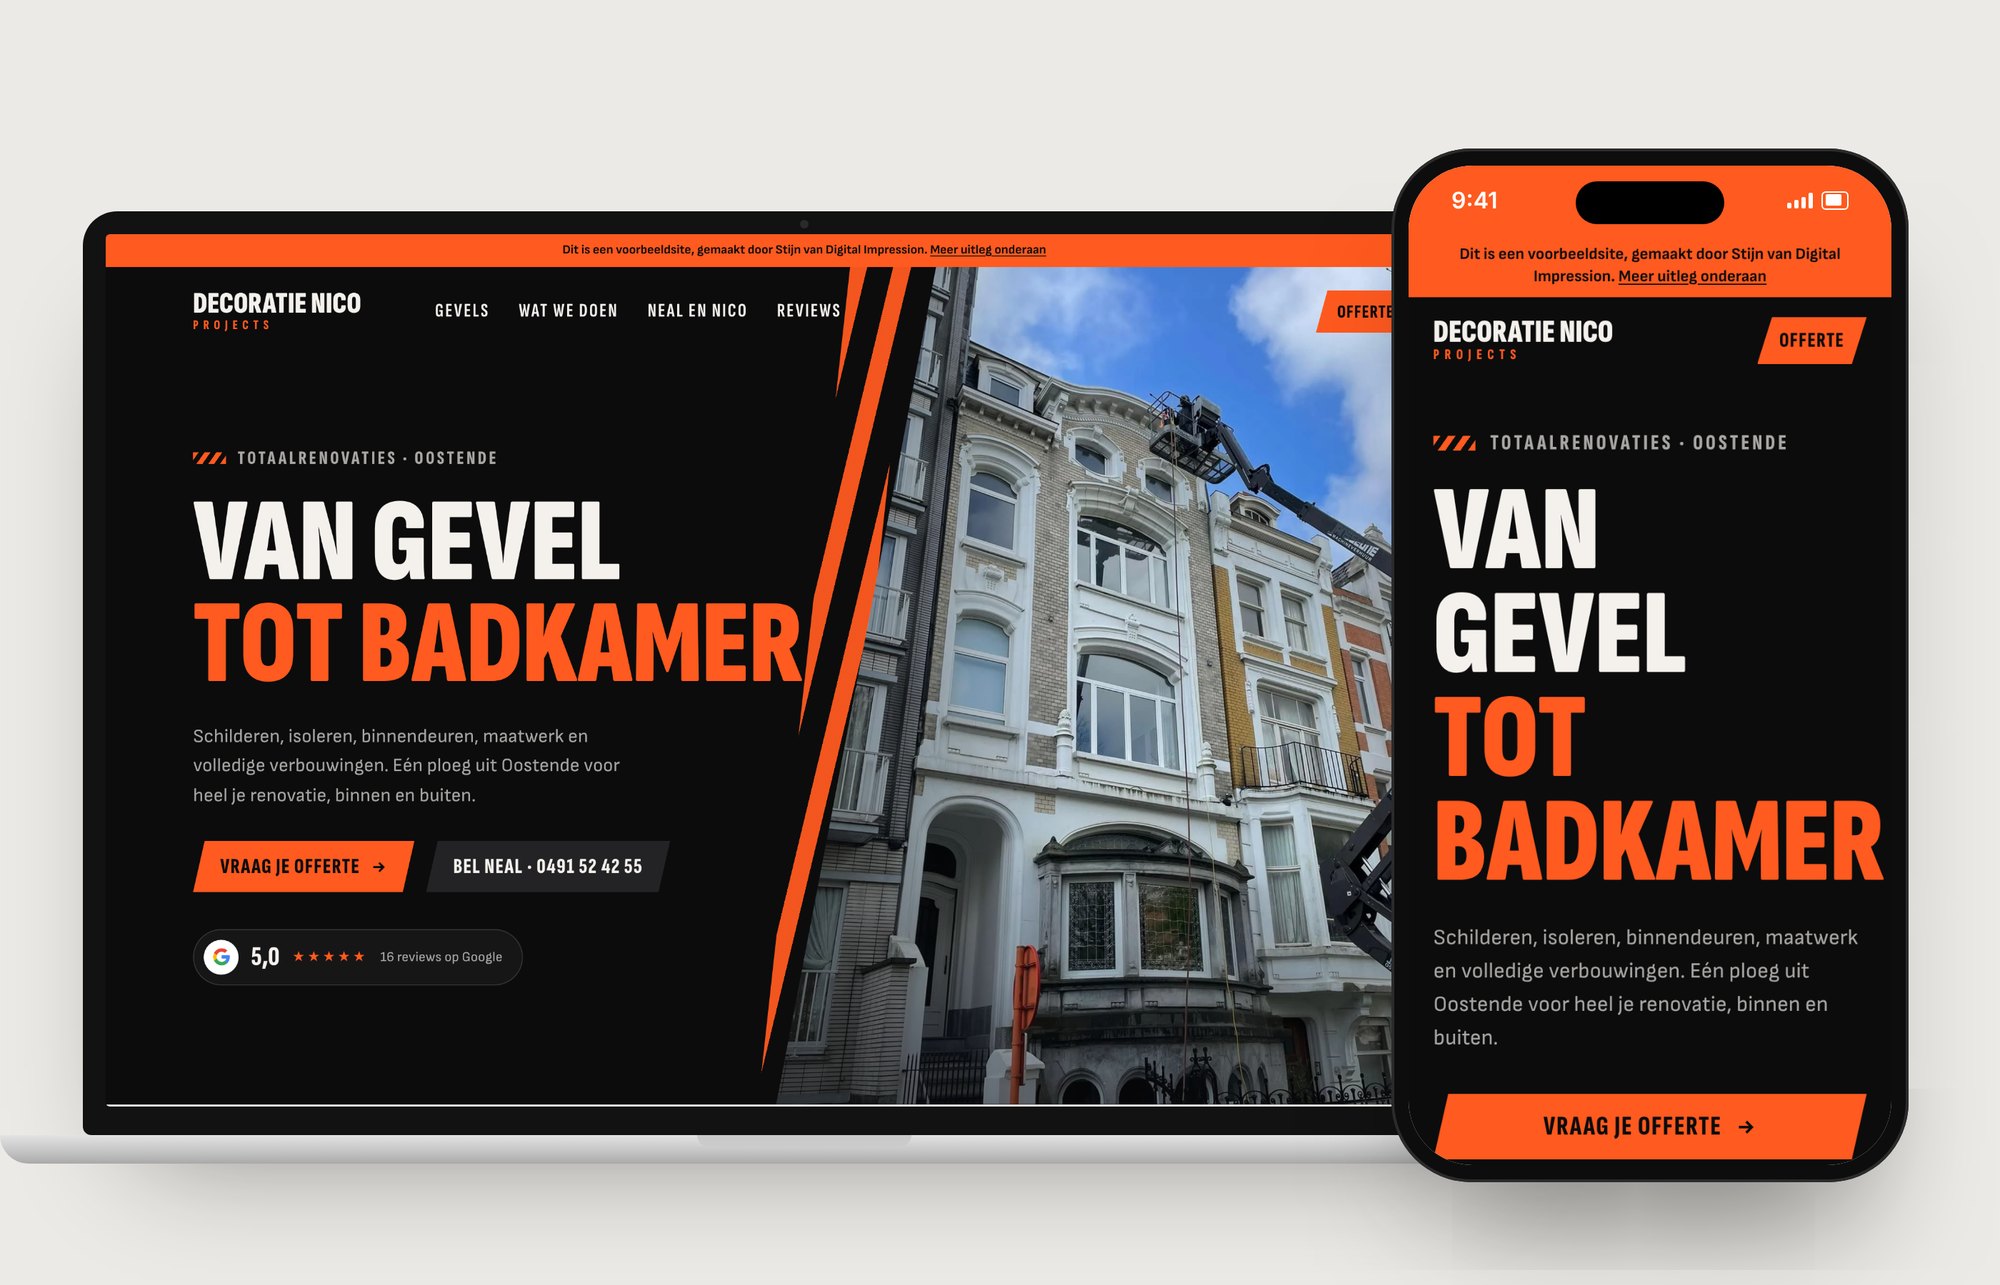 Dit is een voorbeeldsite, gemaakt door Stijn van Digital Impression. Meer uitleg onderaan
DECORATIE NICO
PROJECTS
GEVELS
WAT WE DOEN
NEAL EN NICO
REVIEWS
OFFERTE
TOTAALRENOVATIES · OOSTENDE
VAN GEVEL
TOT BADKAMER
Schilderen, isoleren, binnendeuren, maatwerk en
volledige verbouwingen. Eén ploeg uit Oostende voor
heel je renovatie, binnen en buiten.
VRAAG JE OFFERTE →
BEL NEAL · 0491 52 42 55
G 5,0 ★★★★★ 16 reviews op Google
9:41
Dit is een voorbeeldsite, gemaakt door Stijn van Digital
Impression. Meer uitleg onderaan
DECORATIE NICO
PROJECTS
OFFERTE
TOTAALRENOVATIES · OOSTENDE
VAN
GEVEL
TOT
BADKAMER
Schilderen, isoleren, binnendeuren, maatwerk
en volledige verbouwingen. Eén ploeg uit
Oostende voor heel je renovatie, binnen en
buiten.
VRAAG JE OFFERTE →